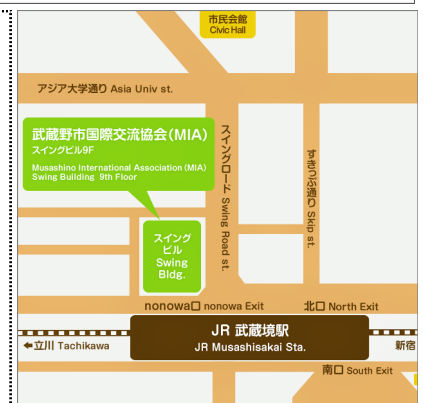 市民会館
Civic Hall
アジア大学通り Asia Univ st.
武蔵野市国際交流協会(MIA)
スイングビル9F
Musashino International Association (MIA)
Swing Building 9th Floor
スイングロード Swing Road st.
すきっぷ通り Skip st.
スイング
ビル
Swing
Bldg.
nonowa口 nonowa Exit
北口 North Exit
JR 武蔵境駅
JR Musashisakai Sta.
←立川 Tachikawa
新宿
南口 South Exit